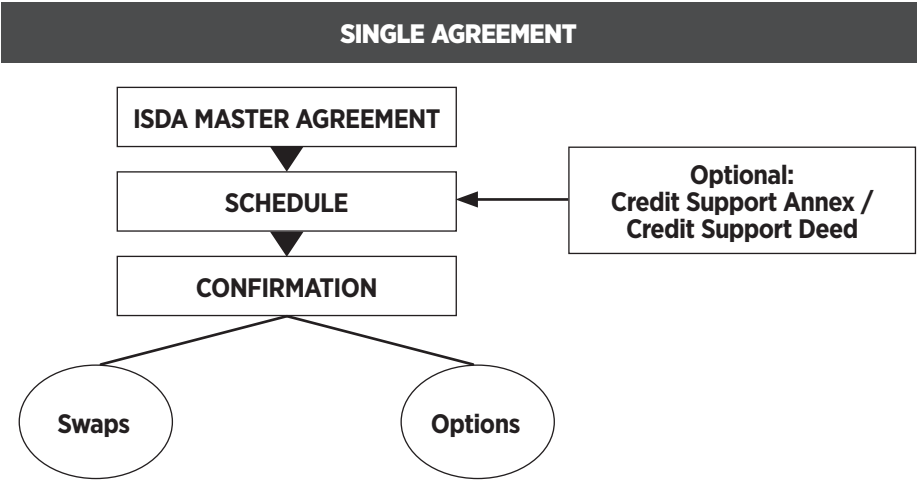 SINGLE AGREEMENT
ISDA MASTER AGREEMENT
SCHEDULE
Optional:
Credit Support Annex /
Credit Support Deed
CONFIRMATION
Swaps
Options